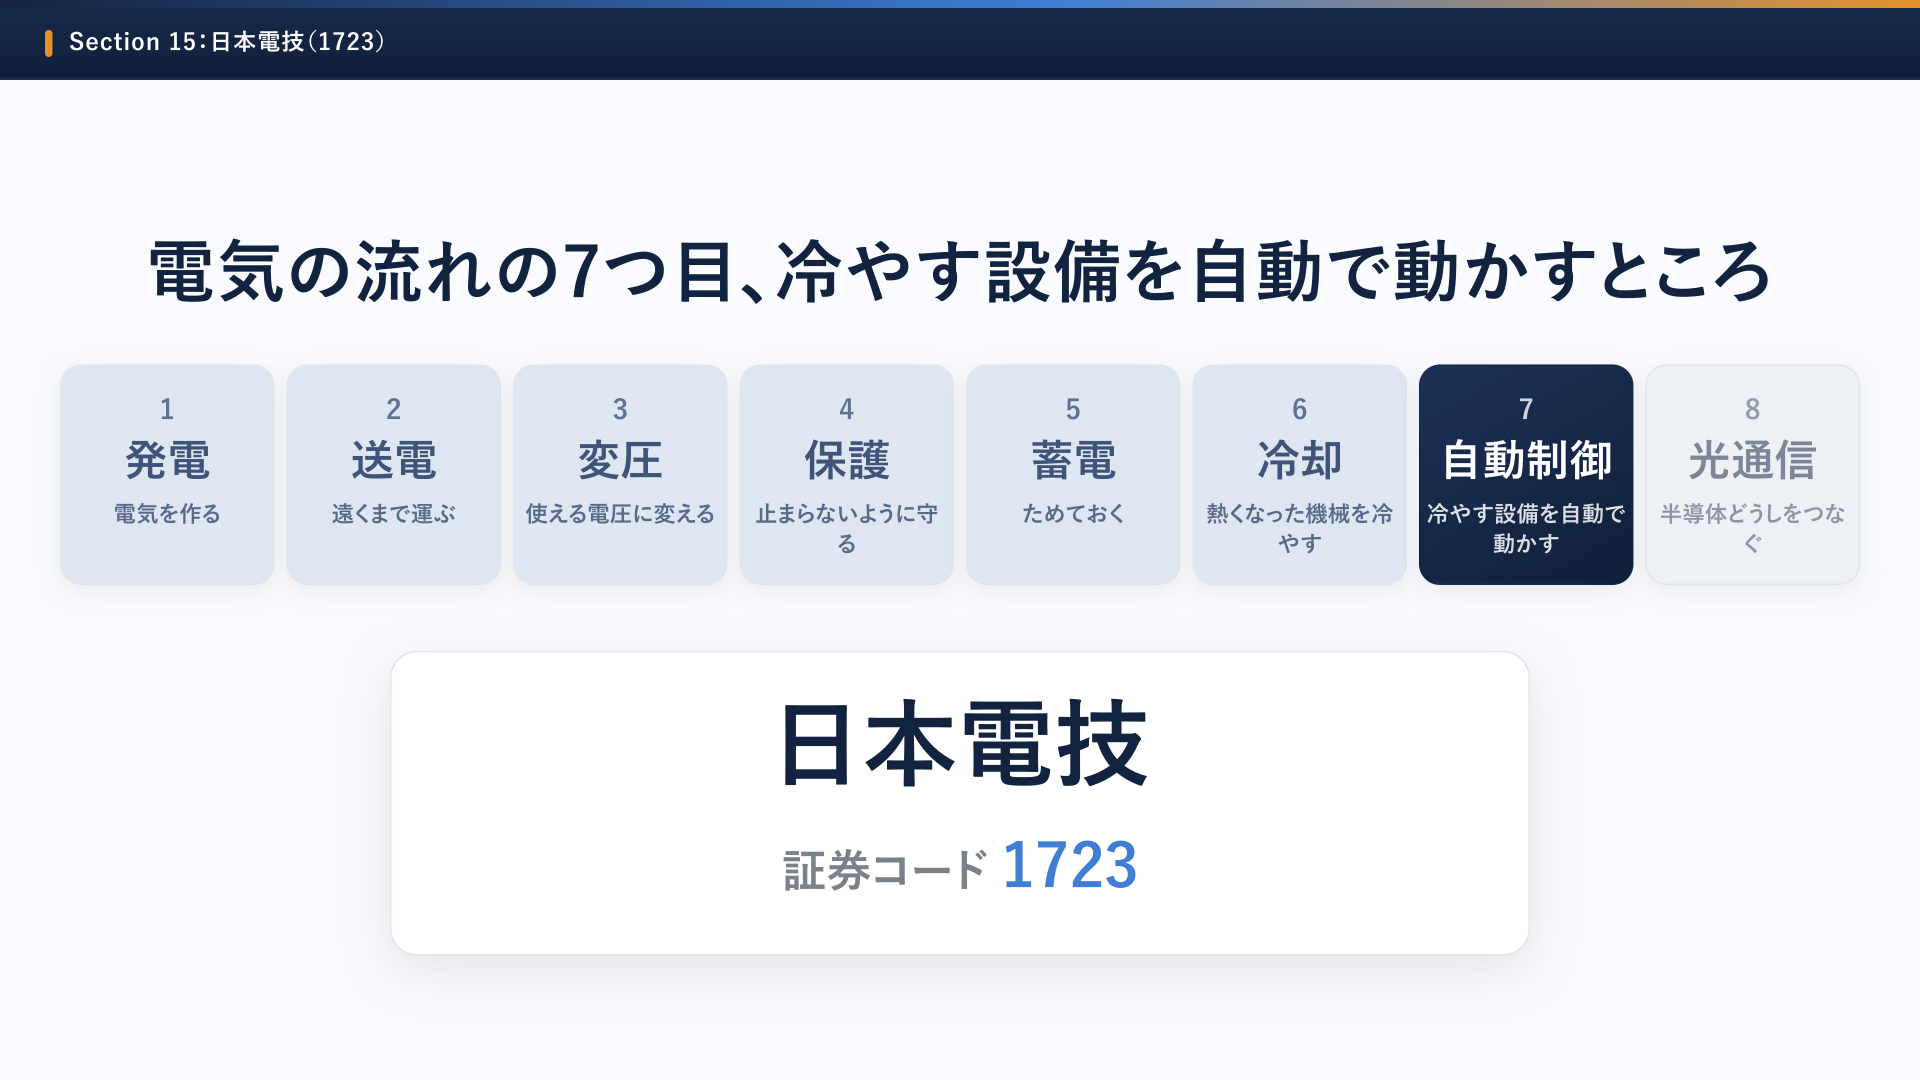 Section 15：日本電技（1723）
電気の流れの7つ目、冷やす設備を自動で動かすところ
1
発電
電気を作る
2
送電
遠くまで運ぶ
3
変圧
使える電圧に変える
4
保護
止まらないように守
る
5
蓄電
ためておく
6
冷却
熱くなった機械を冷
やす
7
自動制御
冷やす設備を自動で
動かす
8
光通信
半導体どうしをつな
ぐ
日本電技
証券コード 1723